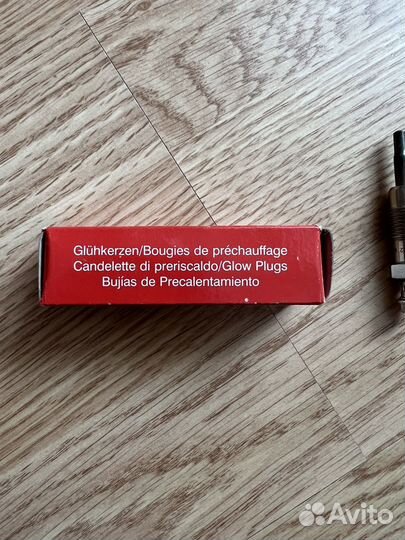 Glühkerzen/Bougies de préchauffage
Candelette di preriscaldo/Glow Plugs
Bujías de Precalentamiento
Avito